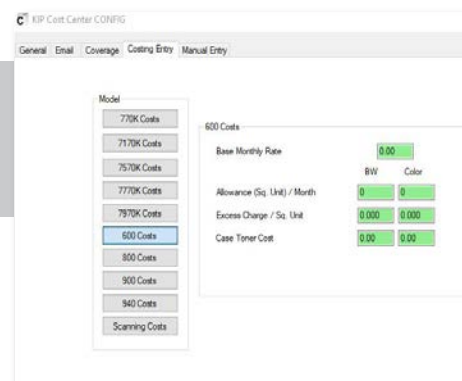 C KIP Cost Center CONFIG
General Email Coverage Costing Entry Manual Entry
Model
770K Costs
7170K Costs
7570K Costs
7770K Costs
7970K Costs
600 Costs
800 Costs
900 Costs
940 Costs
Scanning Costs
600 Costs
Base Monthly Rate 0.00
BW Color
Allowance (Sq. Unit) / Month 0 0
Excess Charge / Sq. Unit 0.000 0.000
Case Toner Cost 0.00 0.00